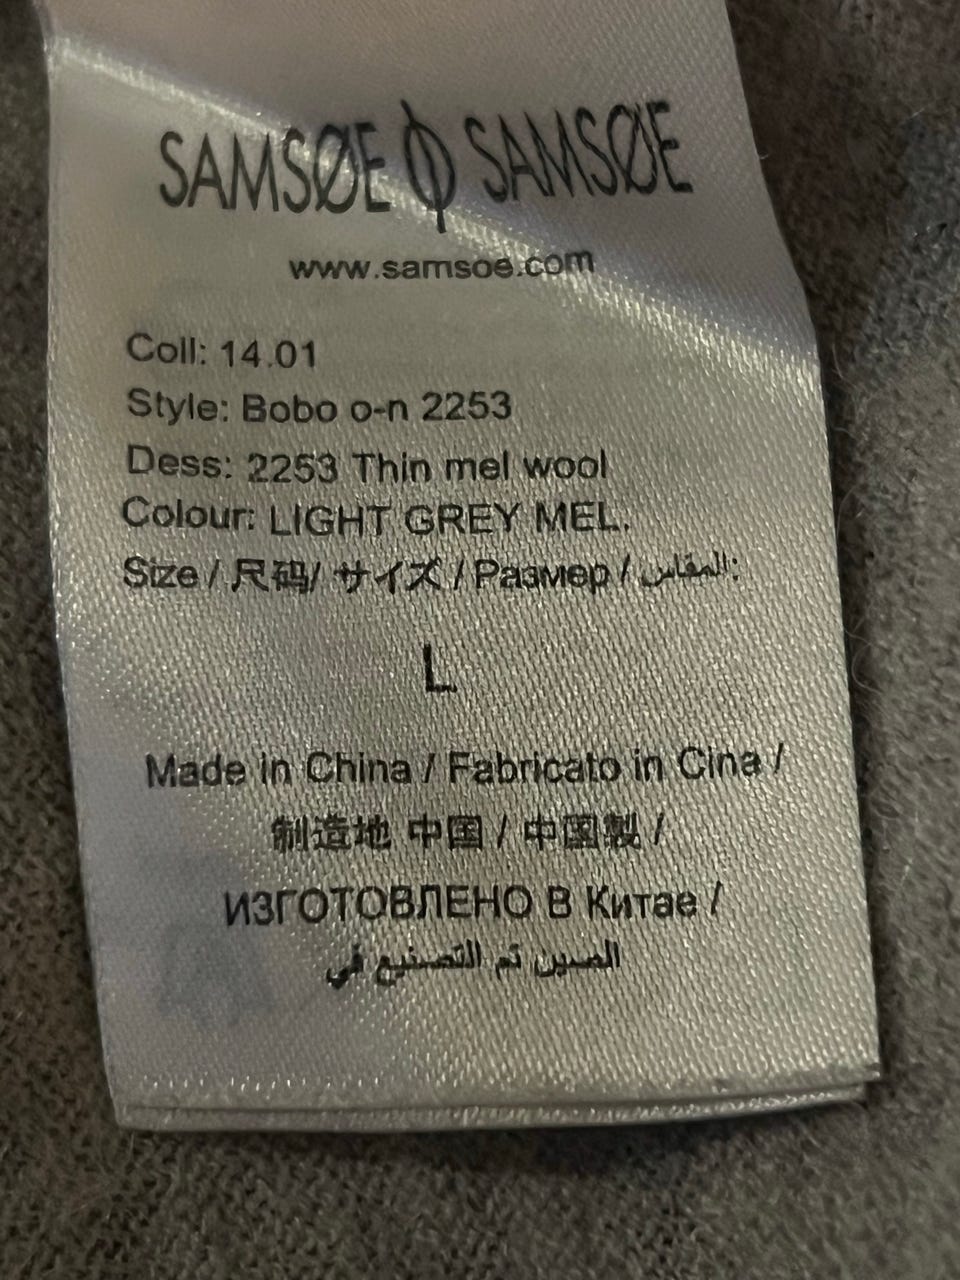 SAMSØE Φ SAMSØE
www.samsoe.com
Coll: 14.01
Style: Bobo o-n 2253
Dess: 2253 Thin mel wool
Colour: LIGHT GREY MEL.
Size / 尺码/ サイズ / Размер / المقاس:
L
Made in China / Fabricato in Cina /
制造地 中国 / 中国製 /
ИЗГОТОВЛЕНО В Китае /
الصين تم التصنيع في